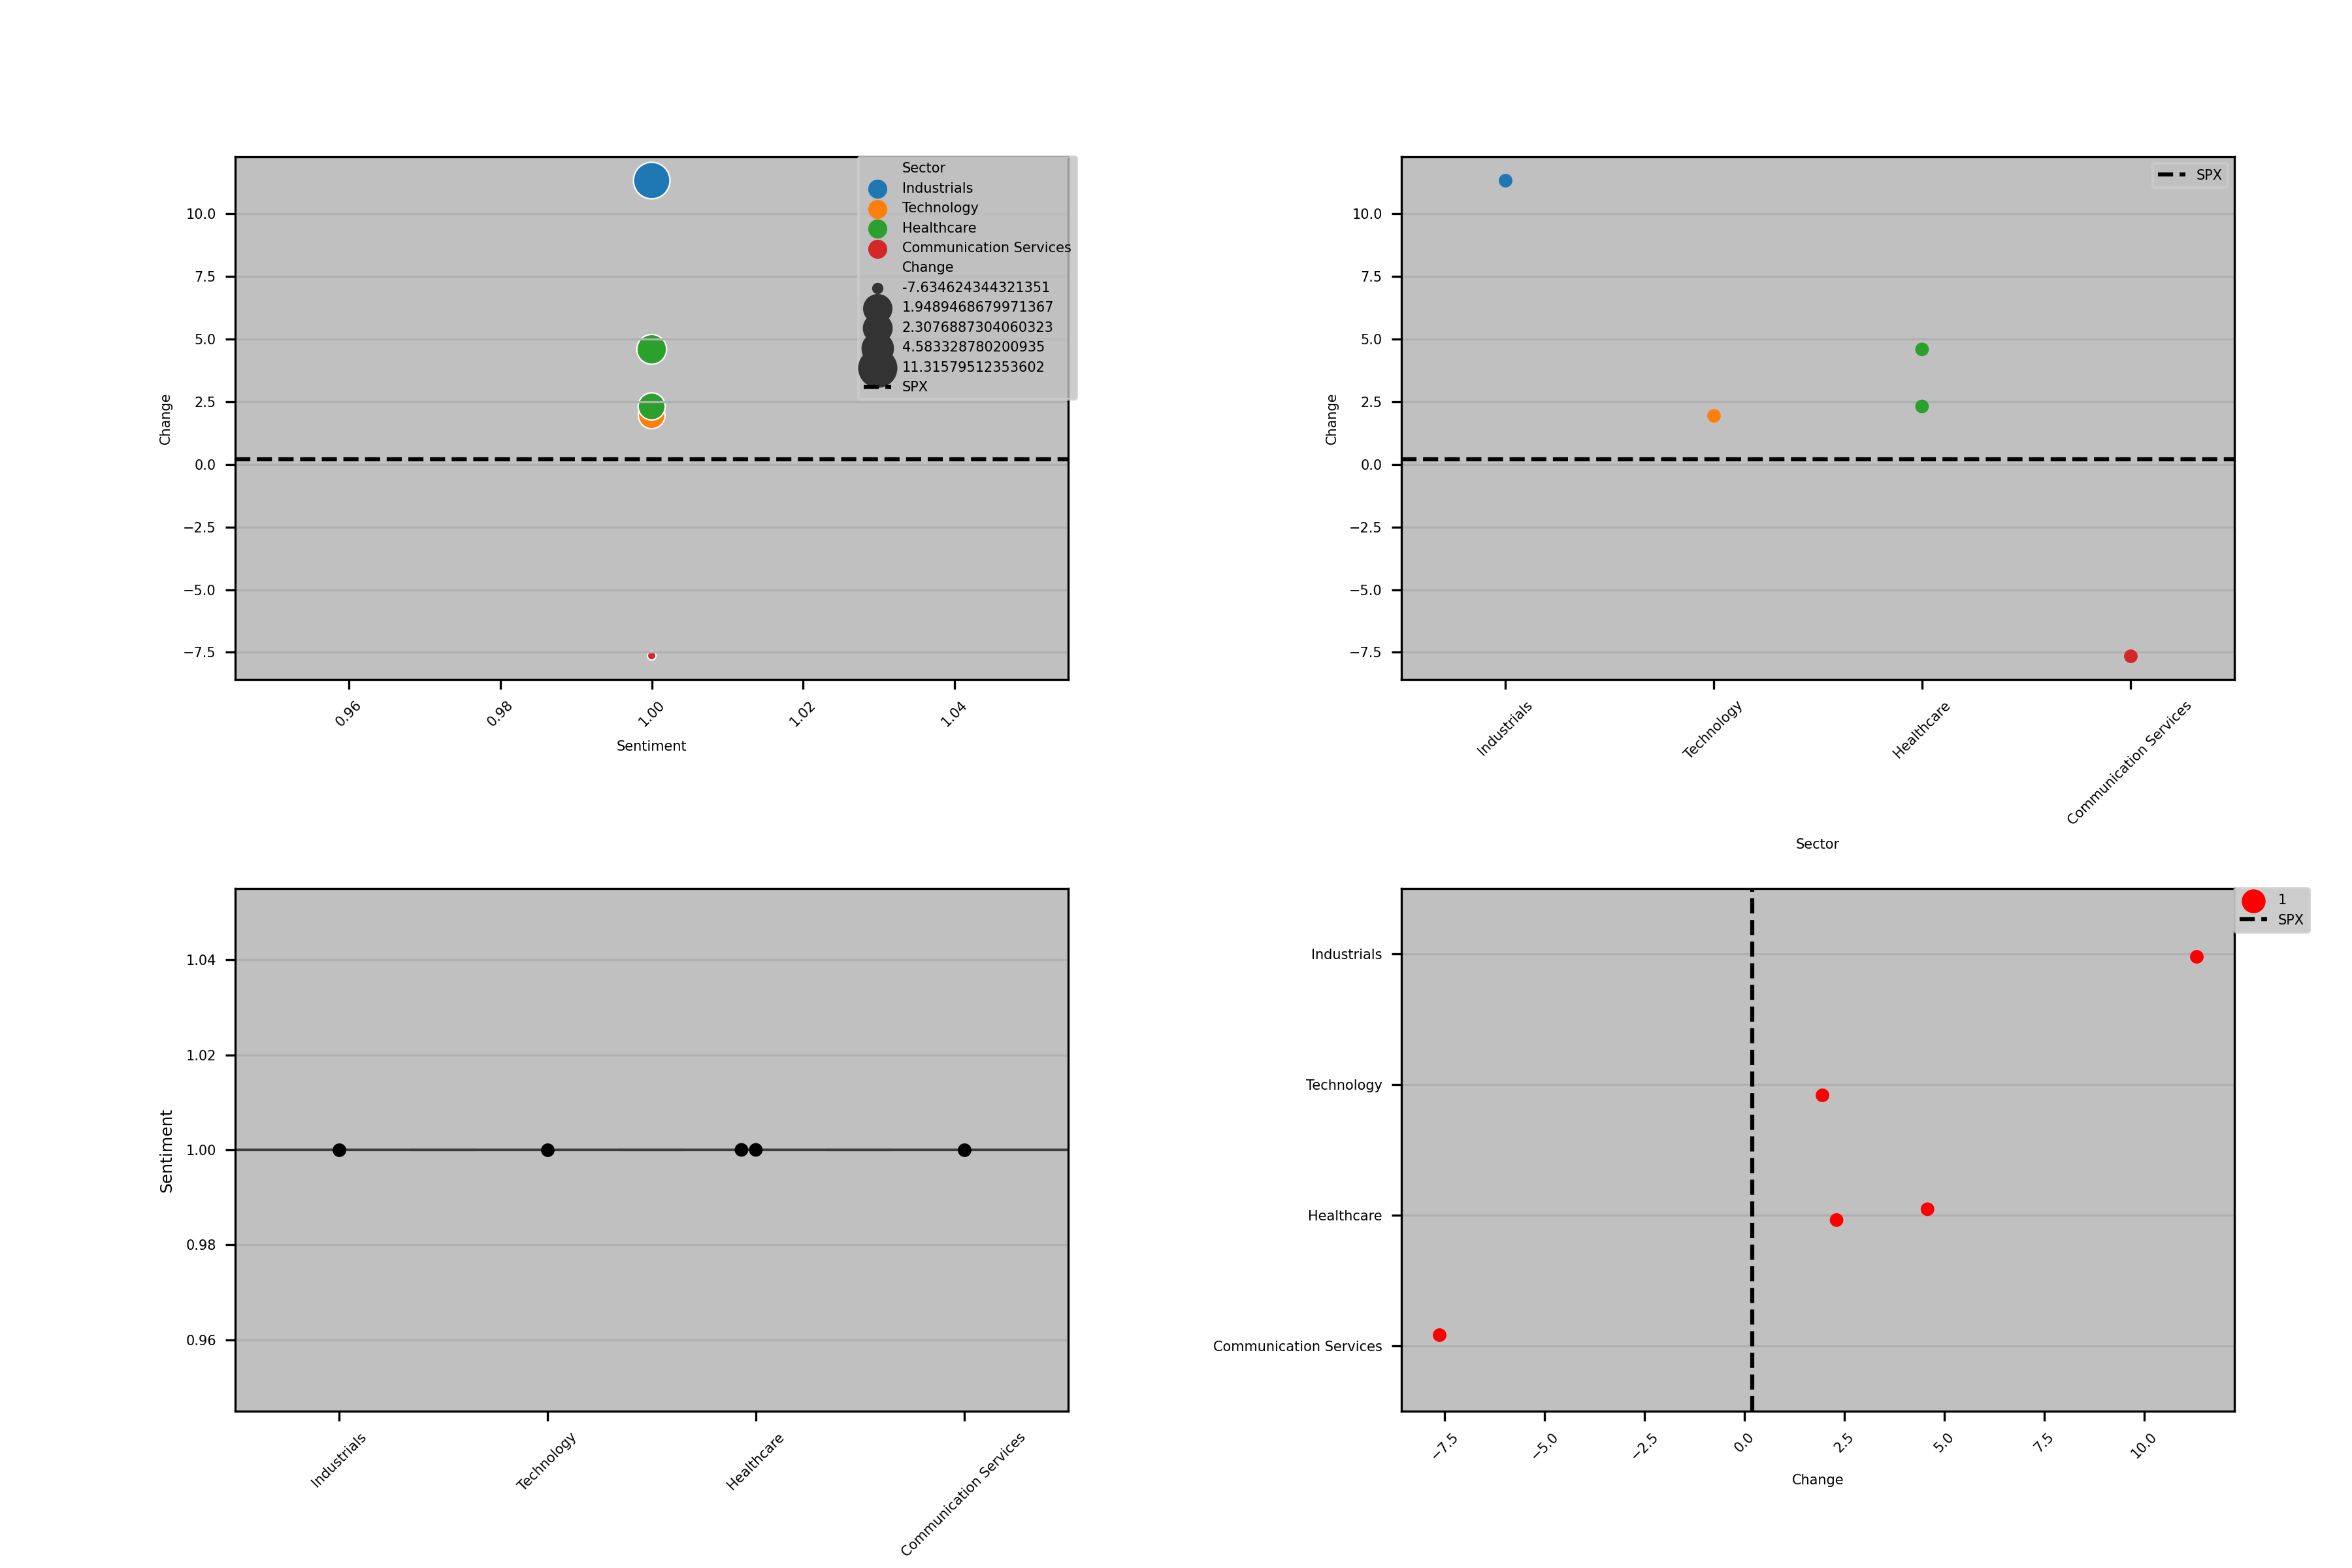 Sector
Industrials
Technology
Healthcare
Communication Services
Change
-7.634624344321351
1.9489468679971367
2.3076887304060323
4.583328780200935
11.31579512353602
SPX
10.0
7.5
5.0
2.5
0.0
−2.5
−5.0
−7.5
Change
0.96
0.98
1.00
1.02
1.04
Sentiment
SPX
10.0
7.5
5.0
2.5
0.0
−2.5
−5.0
−7.5
Change
Industrials
Technology
Healthcare
Communication Services
Sector
1.04
1.02
1.00
0.98
0.96
Sentiment
Industrials
Technology
Healthcare
Communication Services
1
SPX
Industrials
Technology
Healthcare
Communication Services
−7.5
−5.0
−2.5
0.0
2.5
5.0
7.5
10.0
Change